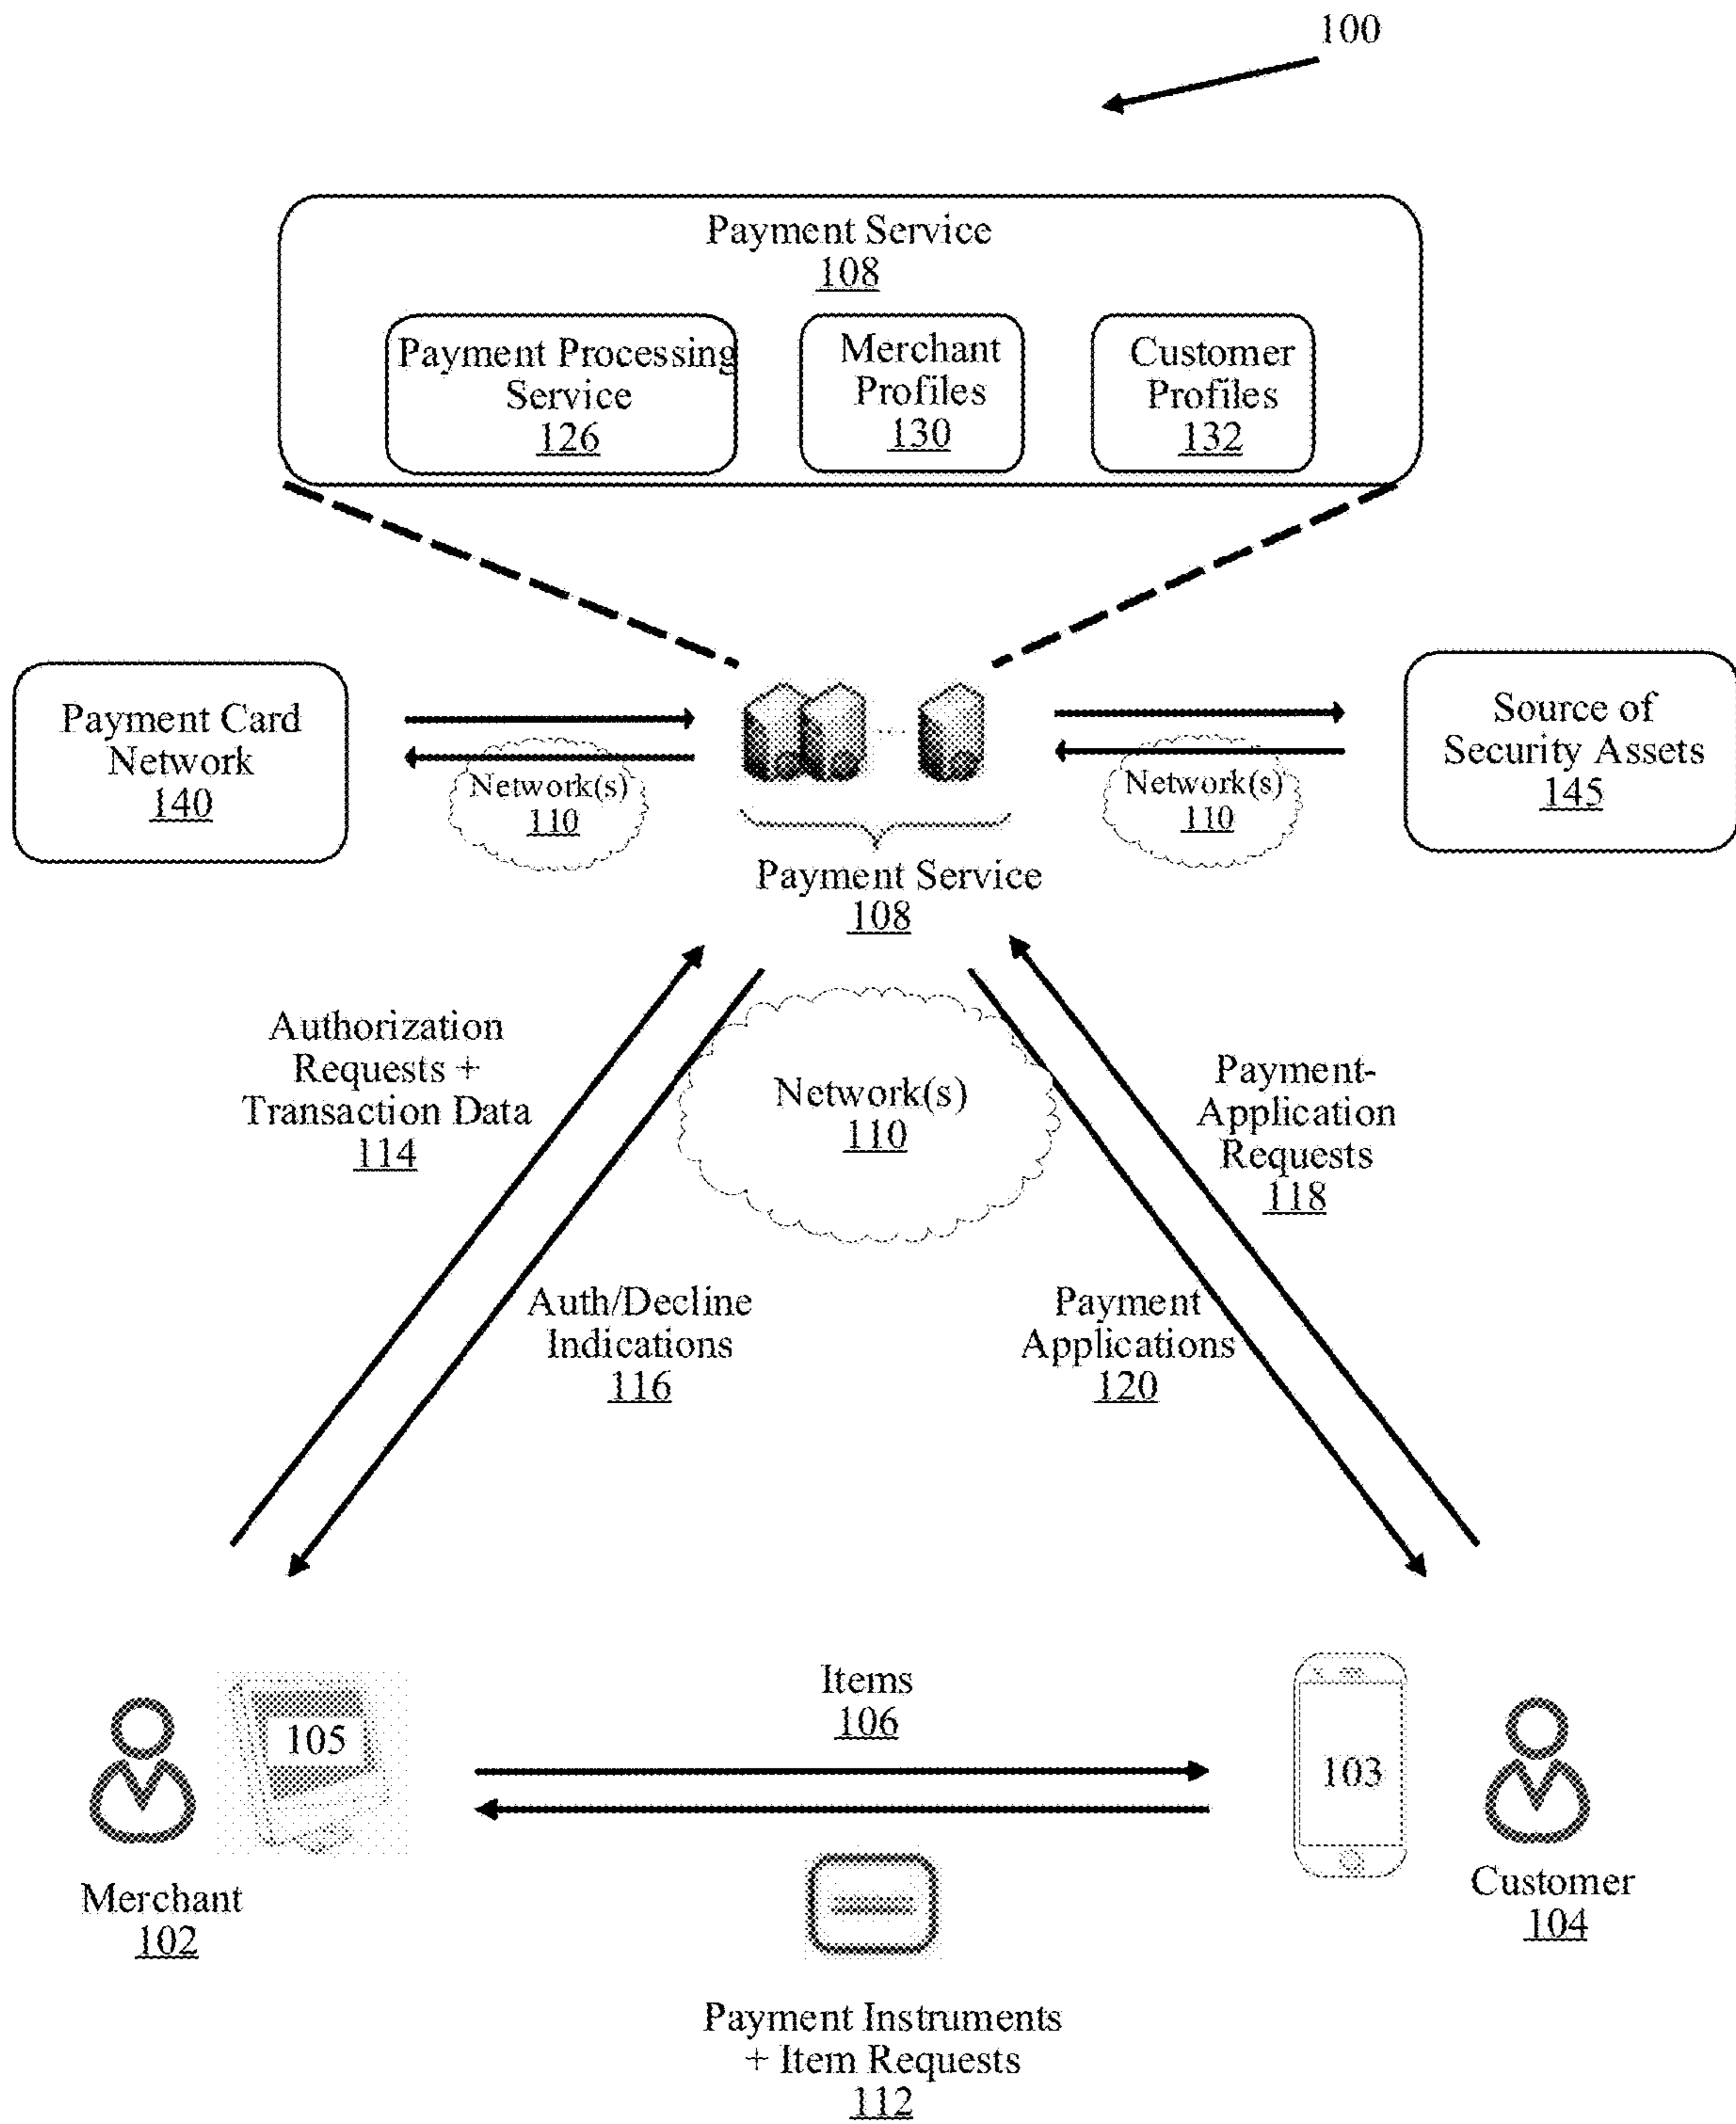 100
Payment Service
108
Payment Processing
Service
126
Merchant
Profiles
130
Customer
Profiles
132
Payment Card
Network
140
Network(s)
110
Network(s)
110
Source of
Security Assets
145
Payment Service
108
Authorization
Requests +
Transaction Data
114
Network(s)
110
Payment-
Application
Requests
118
Auth/Decline
Indications
116
Payment
Applications
120
Items
106
105
103
Merchant
102
Customer
104
Payment Instruments
+ Item Requests
112